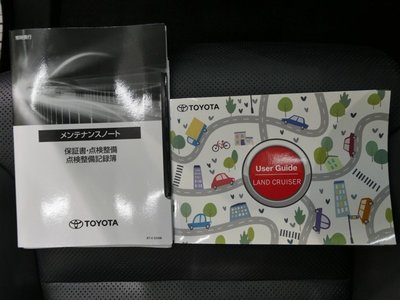 メンテナンスノート
保証書・点検整備
点検整備記録簿
TOYOTA
TOYOTA
User Guide
LAND CRUISER